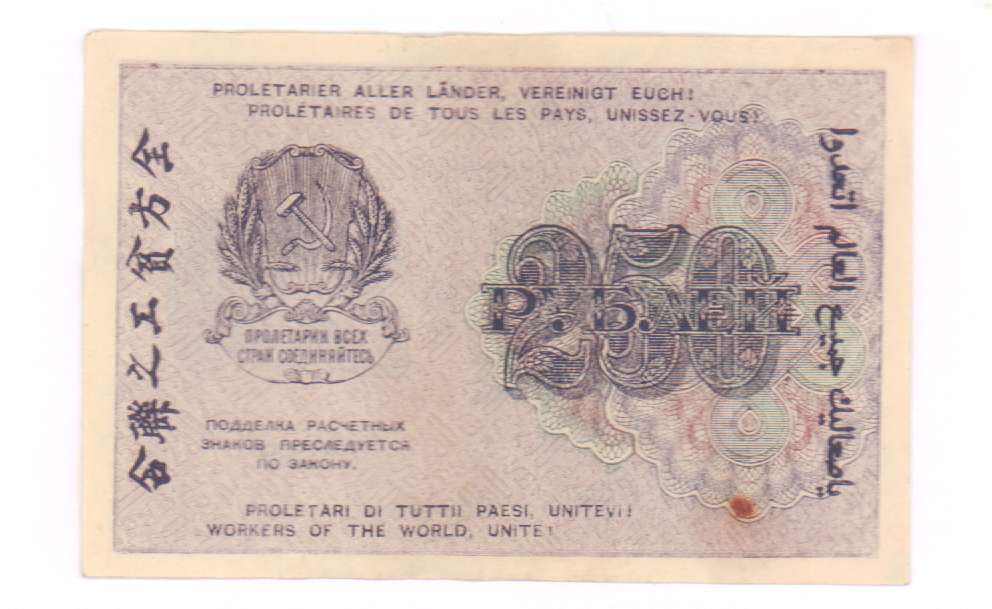 PROLETARIER ALLER LÄNDER, VEREINIGT EUCH!
PROLÉTAIRES DE TOUS LES PAYS, UNISSEZ-VOUS!
全方貧工之聯合
ПРОЛЕТАРИИ ВСЕХ
СТРАН СОЕДИНЯЙТЕСЬ
250
РУБЛЕЙ
يا صعاليك جميع العالم اتحدوا
ПОДДЕЛКА РАСЧЕТНЫХ
ЗНАКОВ ПРЕСЛЕДУЕТСЯ
ПО ЗАКОНУ.
PROLETARI DI TUTTI I PAESI, UNITEVI!
WORKERS OF THE WORLD, UNITE!